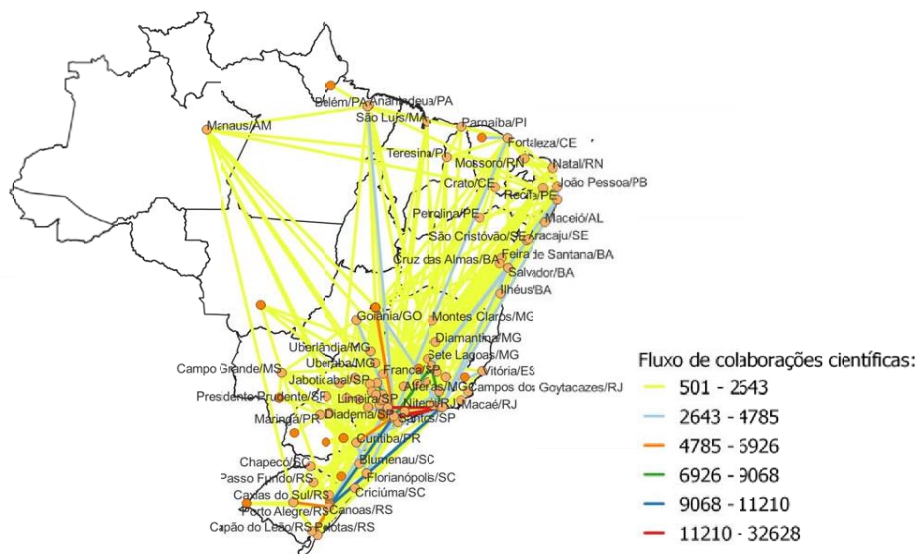 Belém/PA
Ananindeua/PA
São Luís/MA
Parnaíba/PI
Manaus/AM
Fortaleza/CE
Teresina/PI
Mossoró/RN
Natal/RN
Crato/CE
João Pessoa/PB
Recife/PE
Petrolina/PE
Maceió/AL
São Cristóvão/SE
Aracaju/SE
Feira de Santana/BA
Cruz das Almas/BA
Salvador/BA
Ilhéus/BA
Goiânia/GO
Montes Claros/MG
Diamantina/MG
Uberlândia/MG
Sete Lagoas/MG
Uberaba/MG
Campo Grande/MS
Franca/SP
Vitória/ES
Jaboticabal/SP
Alfenas/MG
Campos dos Goytacazes/RJ
Presidente Prudente/SP
Limeira/SP
Niterói/RJ
Macaé/RJ
Maringá/PR
Diadema/SP
Santos/SP
Curitiba/PR
Chapecó/SC
Blumenau/SC
Passo Fundo/RS
Florianópolis/SC
Caxias do Sul/RS
Criciúma/SC
Porto Alegre/RS
Canoas/RS
Capão do Leão/RS
Pelotas/RS
Fluxo de colaborações científicas:
501 - 2643
2643 - 4785
4785 - 6926
6926 - 9068
9068 - 11210
11210 - 32628